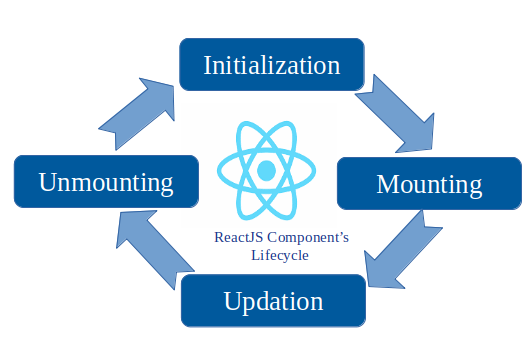 Initialization
Unmounting
Mounting
ReactJS Component’s
Lifecycle
Updation